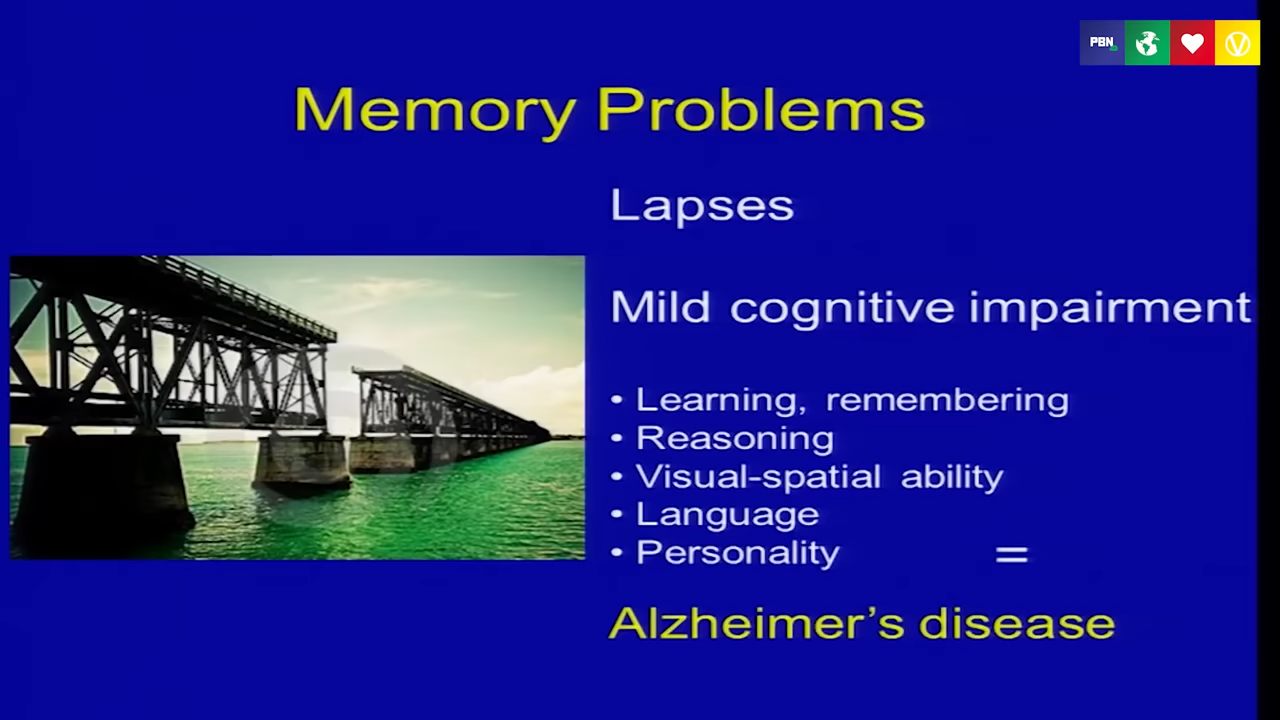 PBN
Memory Problems
Lapses
Mild cognitive impairment
• Learning, remembering
• Reasoning
• Visual-spatial ability
• Language
• Personality =
Alzheimer's disease